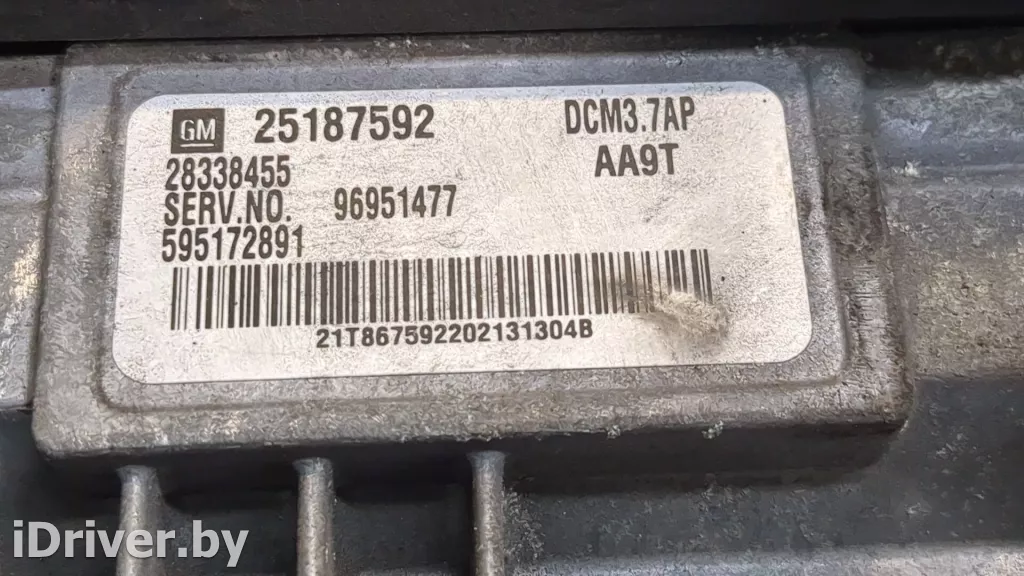 GM 25187592 DCM3.7AP
28338455 AA9T
SERV.NO. 96951477
595172891
21T867592202131304B
iDriver.by